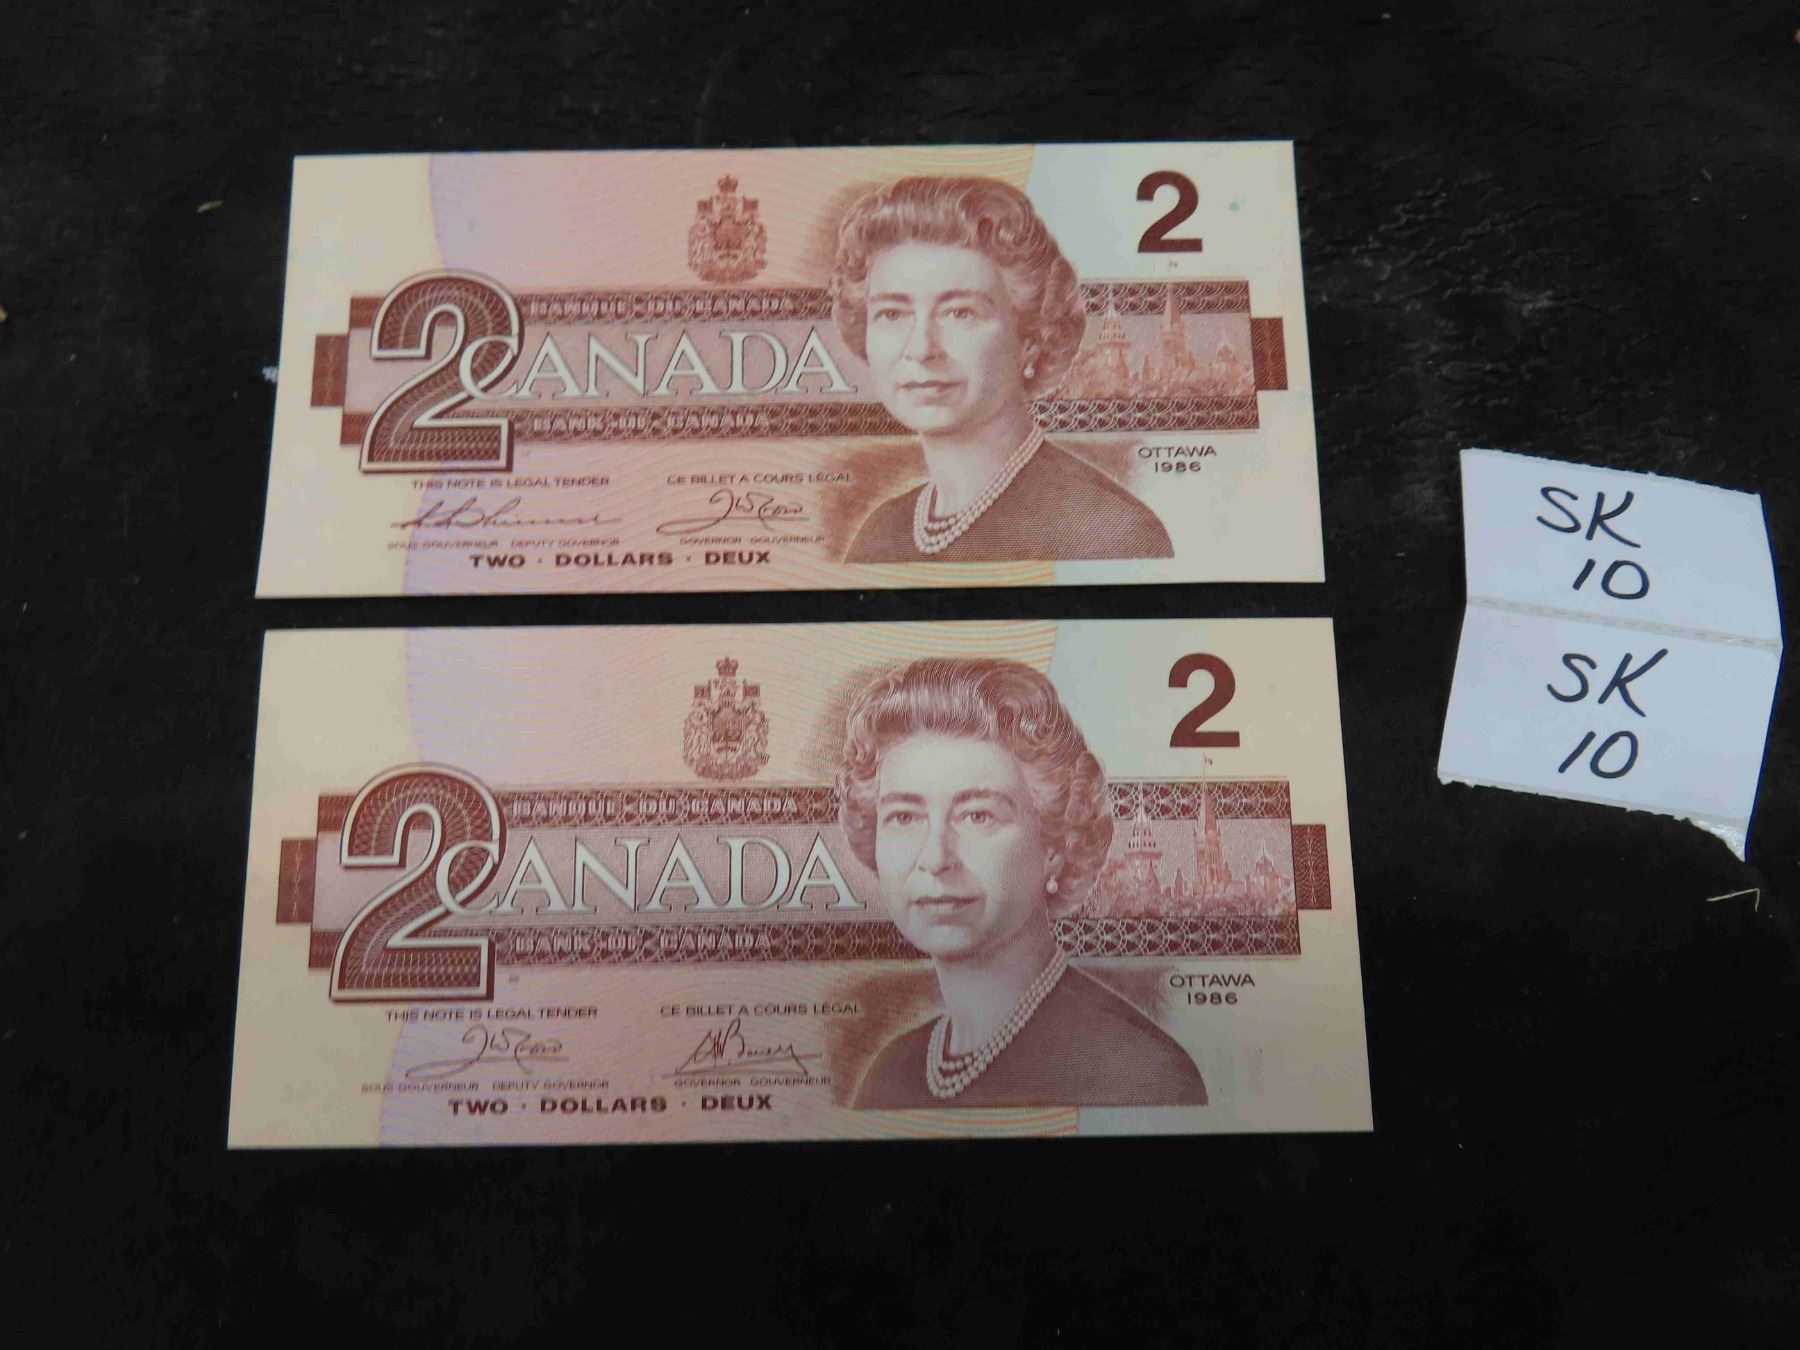 2
BANQUE · DU · CANADA
2 CANADA
BANK · OF · CANADA
OTTAWA
1986
THIS NOTE IS LEGAL TENDER CE BILLET A COURS LÉGAL
SOUS-GOUVERNEUR DEPUTY GOVERNOR GOVERNOR GOUVERNEUR
TWO · DOLLARS · DEUX
2
BANQUE · DU · CANADA
2 CANADA
BANK · OF · CANADA
OTTAWA
1986
THIS NOTE IS LEGAL TENDER CE BILLET A COURS LÉGAL
SOUS-GOUVERNEUR DEPUTY GOVERNOR GOVERNOR GOUVERNEUR
TWO · DOLLARS · DEUX
SK
10
SK
10